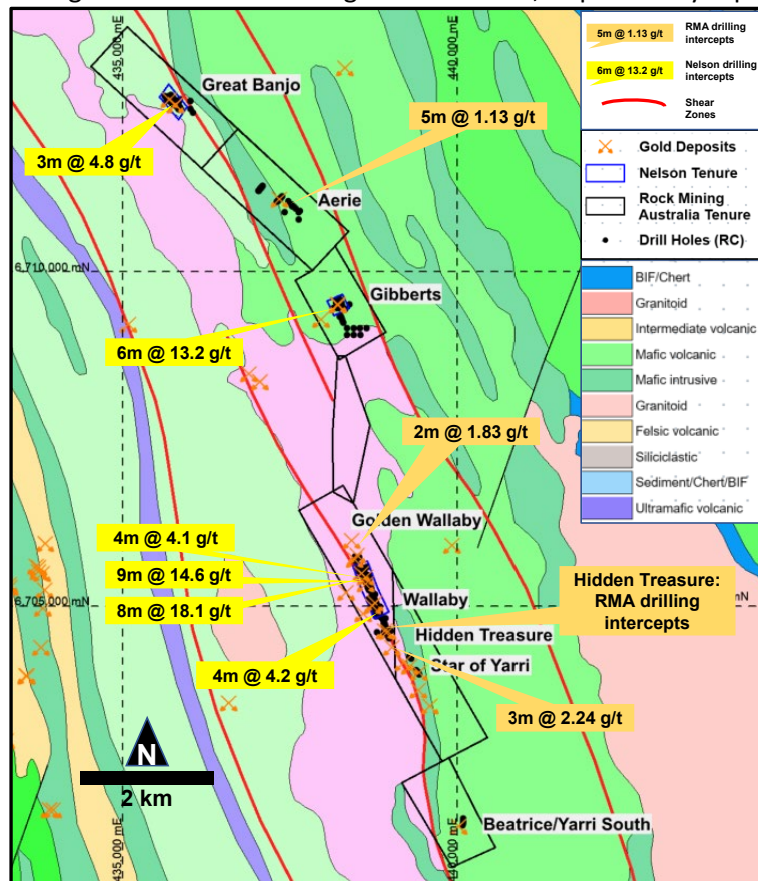 435,000 mE
440,000 mE
Great Banjo
5m @ 1.13 g/t
3m @ 4.8 g/t
Aerie
6,710,000 mN
Gibberts
6m @ 13.2 g/t
2m @ 1.83 g/t
Golden Wallaby
4m @ 4.1 g/t
9m @ 14.6 g/t
8m @ 18.1 g/t
Hidden Treasure:
RMA drilling
intercepts
6,705,000 mN
mN
Wallaby
Hidden Treasure
Star of Yarri
4m @ 4.2 g/t
3m @ 2.24 g/t
N
2 km
Beatrice/Yarri South
435,000 mE
440,000 mE
5m @ 1.13 g/t
RMA drilling
intercepts
6m @ 13.2 g/t
Nelson drilling
intercepts
Shear
Zones
Gold Deposits
Nelson Tenure
Rock Mining
Australia Tenure
Drill Holes (RC)
BIF/Chert
Granitoid
Intermediate volcanic
Mafic volcanic
Mafic intrusive
Granitoid
Felsic volcanic
Siliciclastic
Sediment/Chert/BIF
Ultramafic volcanic